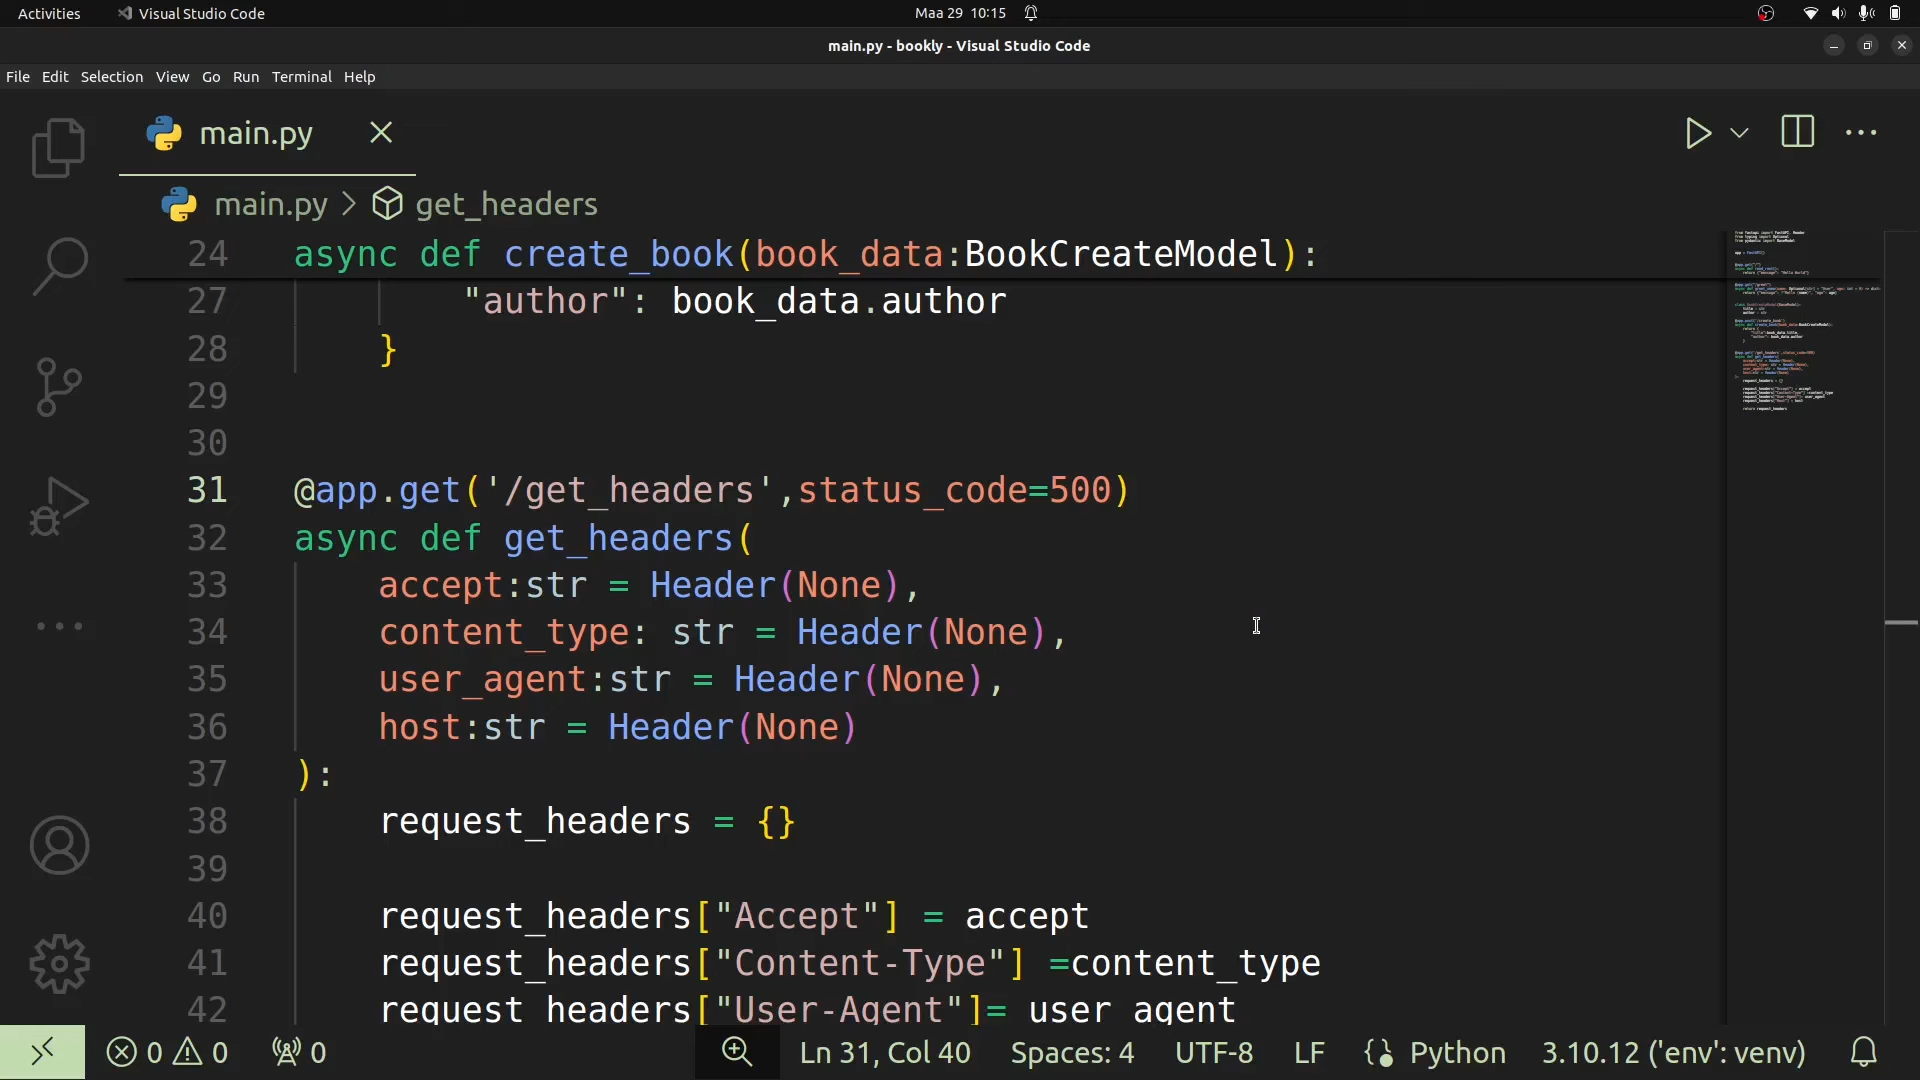 Activities
Visual Studio Code
Maa 29 10:15
main.py - bookly - Visual Studio Code
File Edit Selection View Go Run Terminal Help
main.py
main.py > get_headers
24 async def create_book(book_data:BookCreateModel):
27 "author": book_data.author
28 }
29
30
31 @app.get('/get_headers',status_code=500)
32 async def get_headers(
33 accept:str = Header(None),
34 content_type: str = Header(None),
35 user_agent:str = Header(None),
36 host:str = Header(None)
37 ):
38 request_headers = {}
39
40 request_headers["Accept"] = accept
41 request_headers["Content-Type"] =content_type
42 request_headers["User-Agent"]= user_agent
0 0 0 Ln 31, Col 40 Spaces: 4 UTF-8 LF Python 3.10.12 ('env': venv)